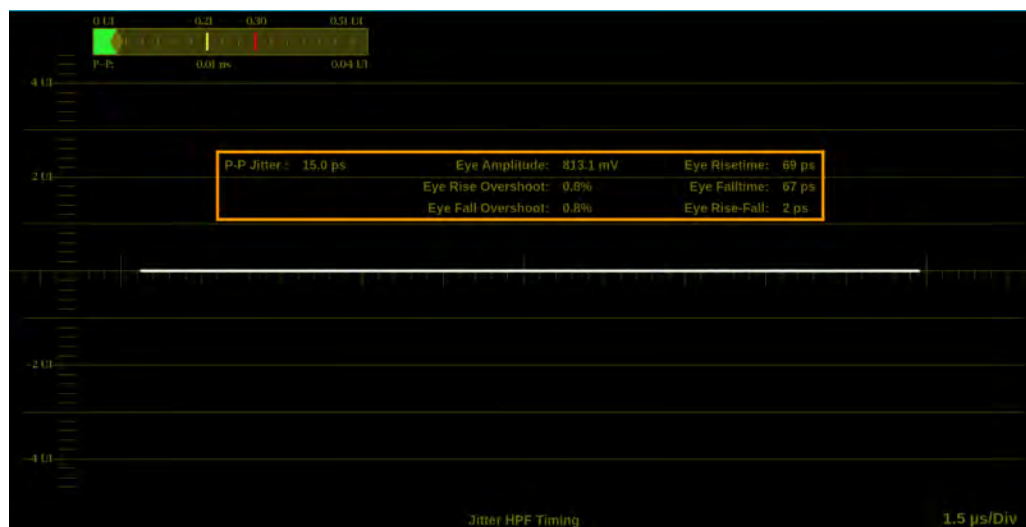 0 UI 0.21 0.30 0.51 UI
P-P: 0.01 ns 0.04 UI
4 UI
P-P Jitter : 15.0 ps Eye Amplitude: 813.1 mV Eye Risetime: 69 ps
2 UI
Eye Rise Overshoot: 0.8% Eye Falltime: 67 ps
Eye Fall Overshoot: 0.8% Eye Rise-Fall: 2 ps
-2 UI
-4 UI
Jitter HPF Timing 1.5 µs/Div